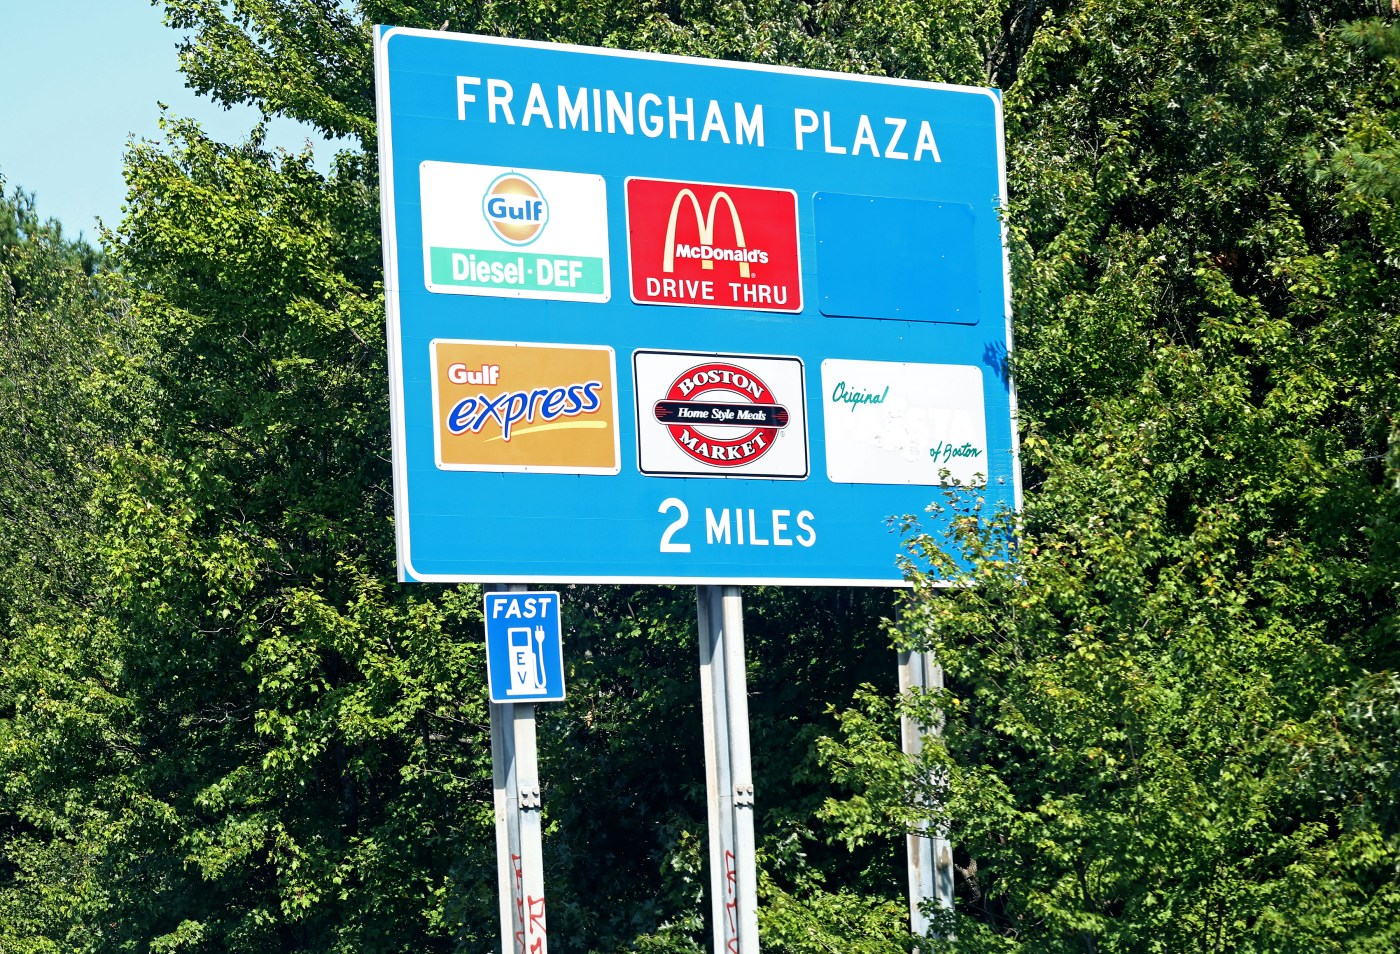 FRAMINGHAM PLAZA
Gulf
Diesel·DEF
McDonald's
DRIVE THRU
Gulf
express
BOSTON
Home Style Meals
MARKET
Original
of Boston
2 MILES
FAST
E
V